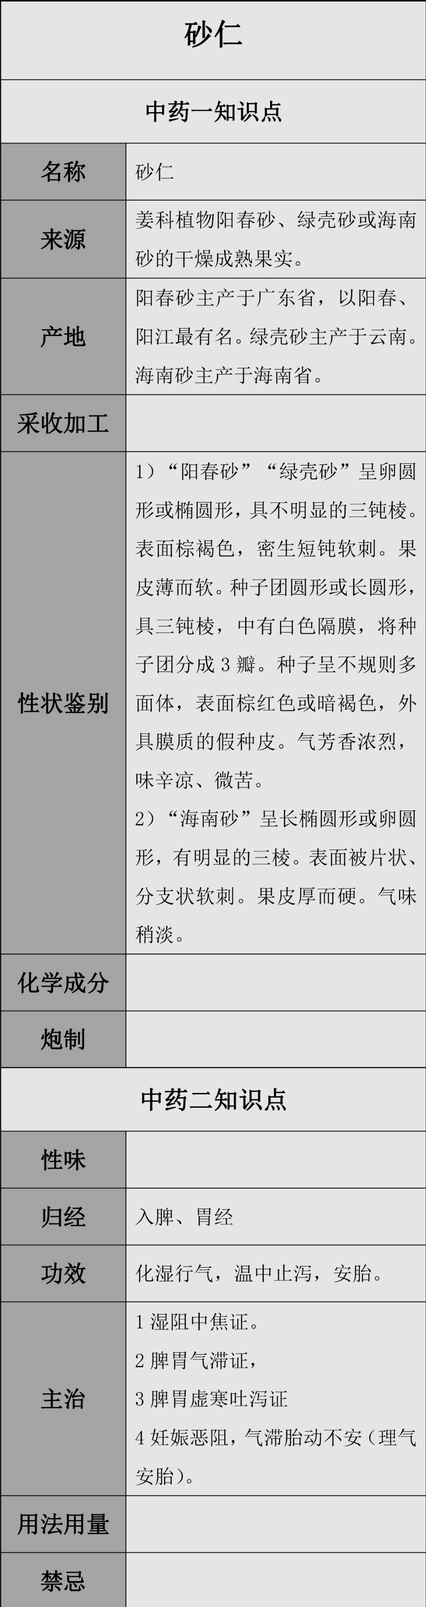 砂仁
中药一知识点
名称
砂仁
来源
姜科植物阳春砂、绿壳砂或海南
砂的干燥成熟果实。
产地
阳春砂主产于广东省，以阳春、
阳江最有名。绿壳砂主产于云南。
海南砂主产于海南省。
采收加工
性状鉴别
1）“阳春砂”“绿壳砂”呈卵圆
形或椭圆形，具不明显的三钝棱。
表面棕褐色，密生短钝软刺。果
皮薄而软。种子团圆形或长圆形，
具三钝棱，中有白色隔膜，将种
子团分成 3 瓣。种子呈不规则多
面体，表面棕红色或暗褐色，外
具膜质的假种皮。气芳香浓烈，
味辛凉、微苦。
2）“海南砂”呈长椭圆形或卵圆
形，有明显的三棱。表面被片状、
分支状软刺。果皮厚而硬。气味
稍淡。
化学成分
炮制
中药二知识点
性味
归经
入脾、胃经
功效
化湿行气，温中止泻，安胎。
主治
1 湿阻中焦证。
2 脾胃气滞证，
3 脾胃虚寒吐泻证
4 妊娠恶阻，气滞胎动不安（理气
安胎）。
用法用量
禁忌